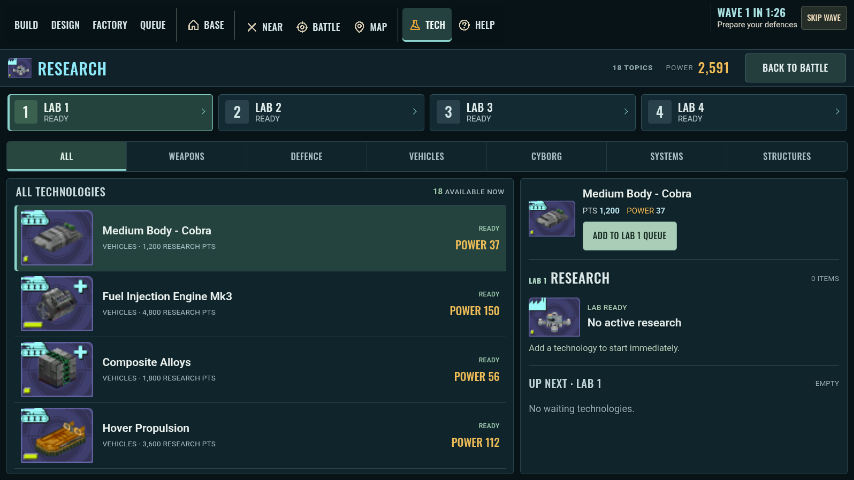 BUILD DESIGN FACTORY QUEUE BASE NEAR BATTLE MAP TECH HELP
WAVE 1 IN 1:26
Prepare your defences
SKIP WAVE
RESEARCH
18 TOPICS POWER 2,591
BACK TO BATTLE
1 LAB 1
READY
2 LAB 2
READY
3 LAB 3
READY
4 LAB 4
READY
ALL WEAPONS DEFENCE VEHICLES CYBORG SYSTEMS STRUCTURES
ALL TECHNOLOGIES
18 AVAILABLE NOW
Medium Body - Cobra
VEHICLES · 1,200 RESEARCH PTS
READY
POWER 37
Fuel Injection Engine Mk3
VEHICLES · 4,800 RESEARCH PTS
READY
POWER 150
Composite Alloys
VEHICLES · 1,800 RESEARCH PTS
READY
POWER 56
Hover Propulsion
VEHICLES · 3,600 RESEARCH PTS
READY
POWER 112
Medium Body - Cobra
PTS 1,200 POWER 37
ADD TO LAB 1 QUEUE
LAB 1 RESEARCH
0 ITEMS
LAB READY
No active research
Add a technology to start immediately.
UP NEXT · LAB 1
EMPTY
No waiting technologies.